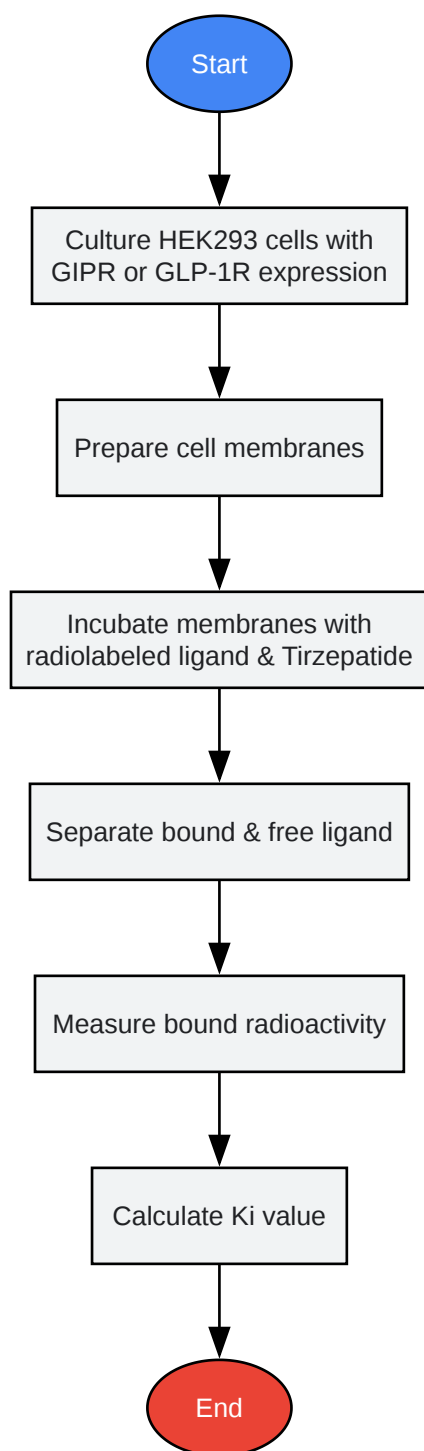 Start
Culture HEK293 cells with
GIPR or GLP-1R expression
Prepare cell membranes
Incubate membranes with
radiolabeled ligand & Tirzepatide
Separate bound & free ligand
Measure bound radioactivity
Calculate Ki value
End